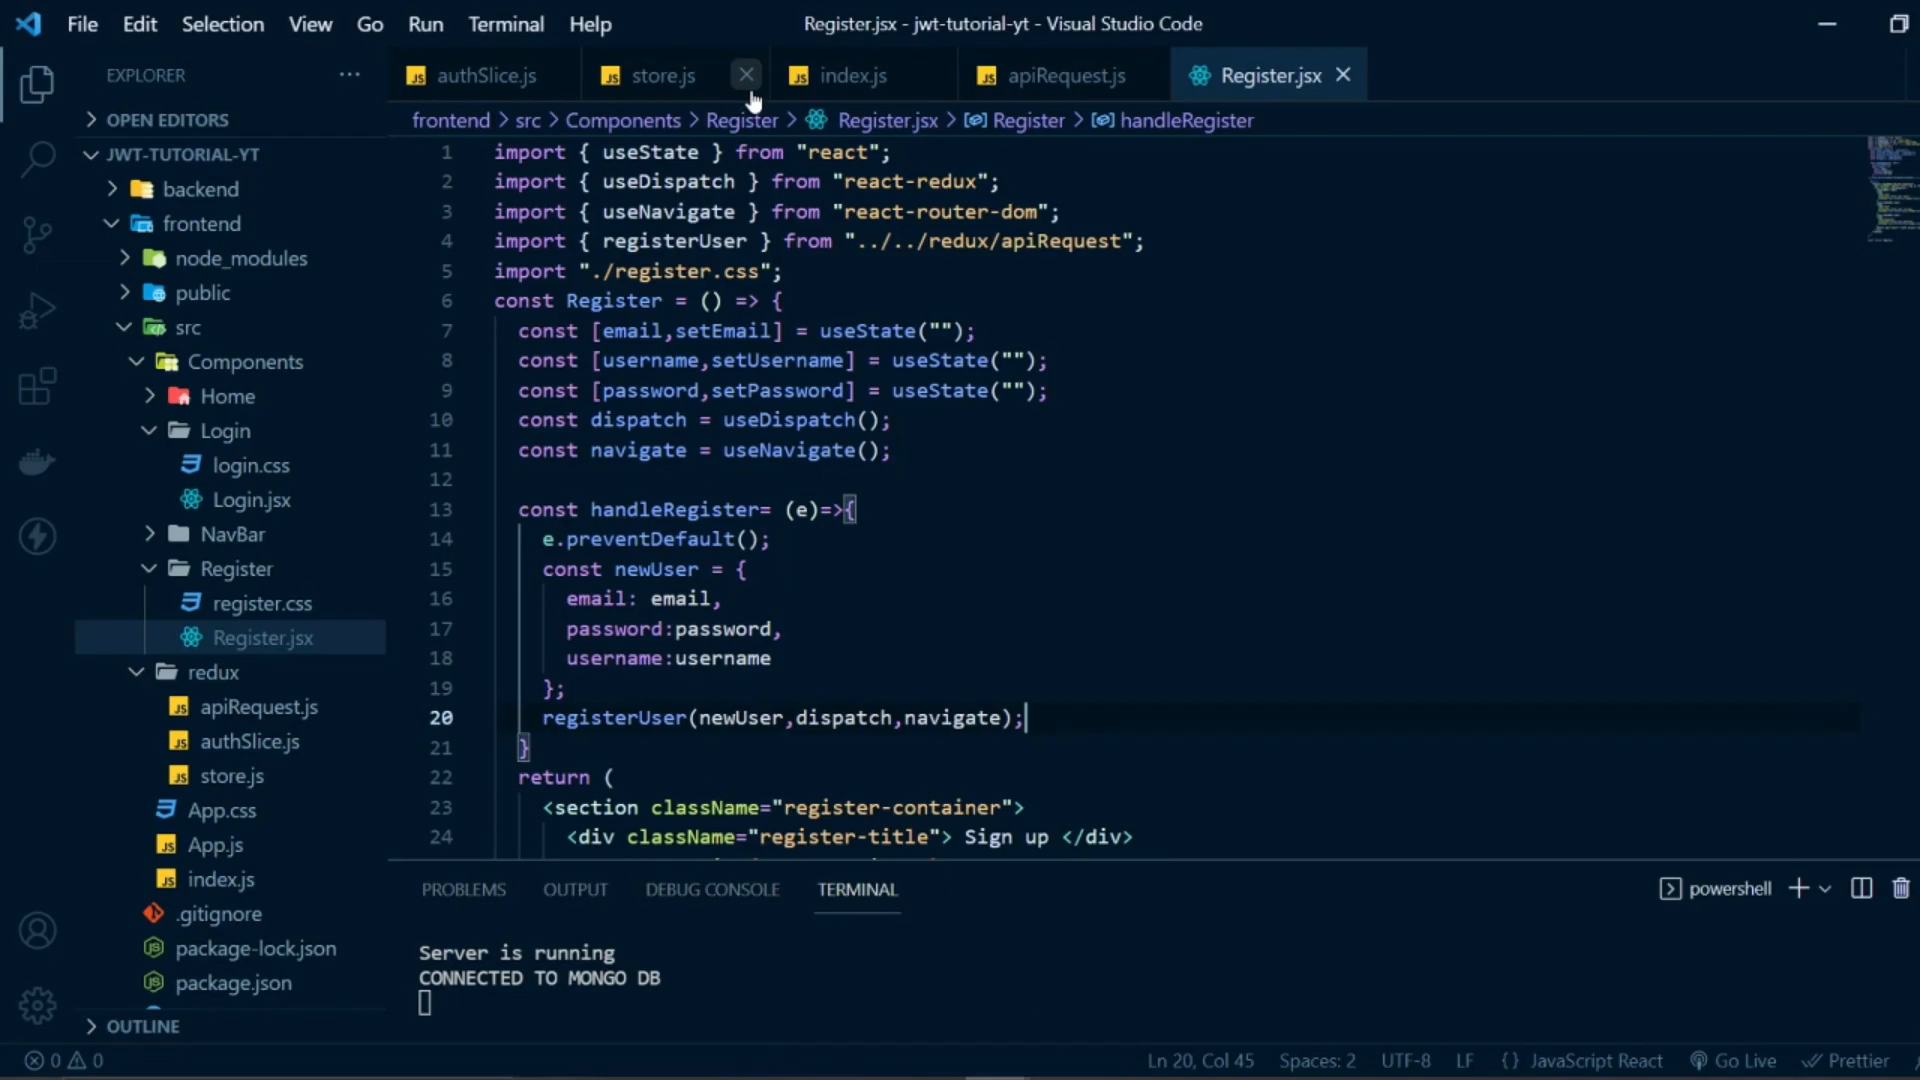 File Edit Selection View Go Run Terminal Help
Register.jsx - jwt-tutorial-yt - Visual Studio Code
EXPLORER
authSlice.js
store.js
index.js
apiRequest.js
Register.jsx
OPEN EDITORS
JWT-TUTORIAL-YT
backend
frontend
node_modules
public
src
Components
Home
Login
login.css
Login.jsx
NavBar
Register
register.css
Register.jsx
redux
apiRequest.js
authSlice.js
store.js
App.css
App.js
index.js
.gitignore
package-lock.json
package.json
OUTLINE
frontend > src > Components > Register > Register.jsx > Register > handleRegister
1 import { useState } from "react";
2 import { useDispatch } from "react-redux";
3 import { useNavigate } from "react-router-dom";
4 import { registerUser } from "../../redux/apiRequest";
5 import "./register.css";
6 const Register = () => {
7 const [email,setEmail] = useState("");
8 const [username,setUsername] = useState("");
9 const [password,setPassword] = useState("");
10 const dispatch = useDispatch();
11 const navigate = useNavigate();
12
13 const handleRegister= (e)=>{
14 e.preventDefault();
15 const newUser = {
16 email: email,
17 password:password,
18 username:username
19 };
20 registerUser(newUser,dispatch,navigate);
21 }
22 return (
23 <section className="register-container">
24 <div className="register-title"> Sign up </div>
PROBLEMS OUTPUT DEBUG CONSOLE TERMINAL
powershell
Server is running
CONNECTED TO MONGO DB
0 0
Ln 20, Col 45 Spaces: 2 UTF-8 LF {} JavaScript React Go Live Prettier